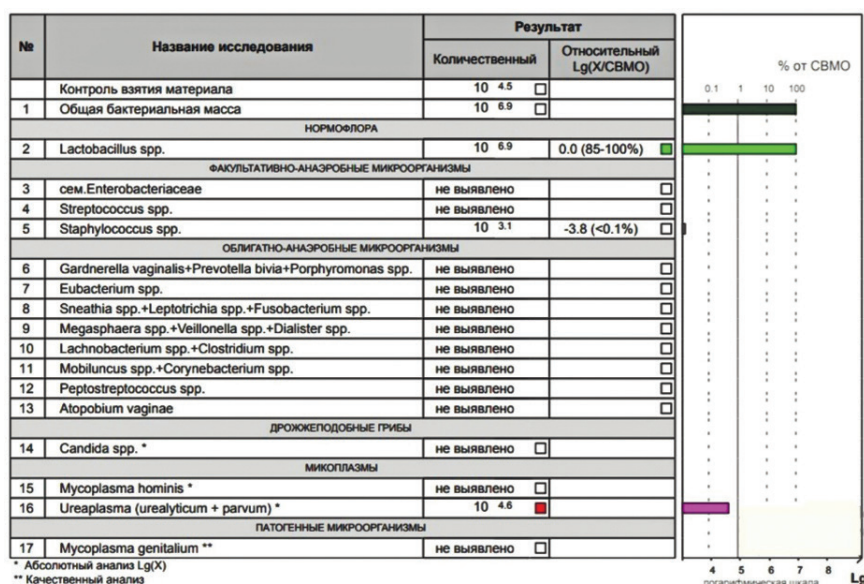 № Название исследования Результат
Количественный Относительный Lg(X/СВМО)
% от СВМО
0.1 1 10 100
Контроль взятия материала 10 4.5
1 Общая бактериальная масса 10 6.9
НОРМОФЛОРА
2 Lactobacillus spp. 10 6.9 0.0 (85-100%)
ФАКУЛЬТАТИВНО-АНАЭРОБНЫЕ МИКРООРГАНИЗМЫ
3 сем.Enterobacteriaceae не выявлено
4 Streptococcus spp. не выявлено
5 Staphylococcus spp. 10 3.1 -3.8 (<0.1%)
ОБЛИГАТНО-АНАЭРОБНЫЕ МИКРООРГАНИЗМЫ
6 Gardnerella vaginalis+Prevotella bivia+Porphyromonas spp. не выявлено
7 Eubacterium spp. не выявлено
8 Sneathia spp.+Leptotrichia spp.+Fusobacterium spp. не выявлено
9 Megasphaera spp.+Veillonella spp.+Dialister spp. не выявлено
10 Lachnobacterium spp.+Clostridium spp. не выявлено
11 Mobiluncus spp.+Corynebacterium spp. не выявлено
12 Peptostreptococcus spp. не выявлено
13 Atopobium vaginae не выявлено
ДРОЖЖЕПОДОБНЫЕ ГРИБЫ
14 Candida spp. * не выявлено
МИКОПЛАЗМЫ
15 Mycoplasma hominis * не выявлено
16 Ureaplasma (urealyticum + parvum) * 10 4.6
ПАТОГЕННЫЕ МИКРООРГАНИЗМЫ
17 Mycoplasma genitalium ** не выявлено
* Абсолютный анализ Lg(X)
4 5 6 7 8
** Качественный анализ
логарифмическая шкала